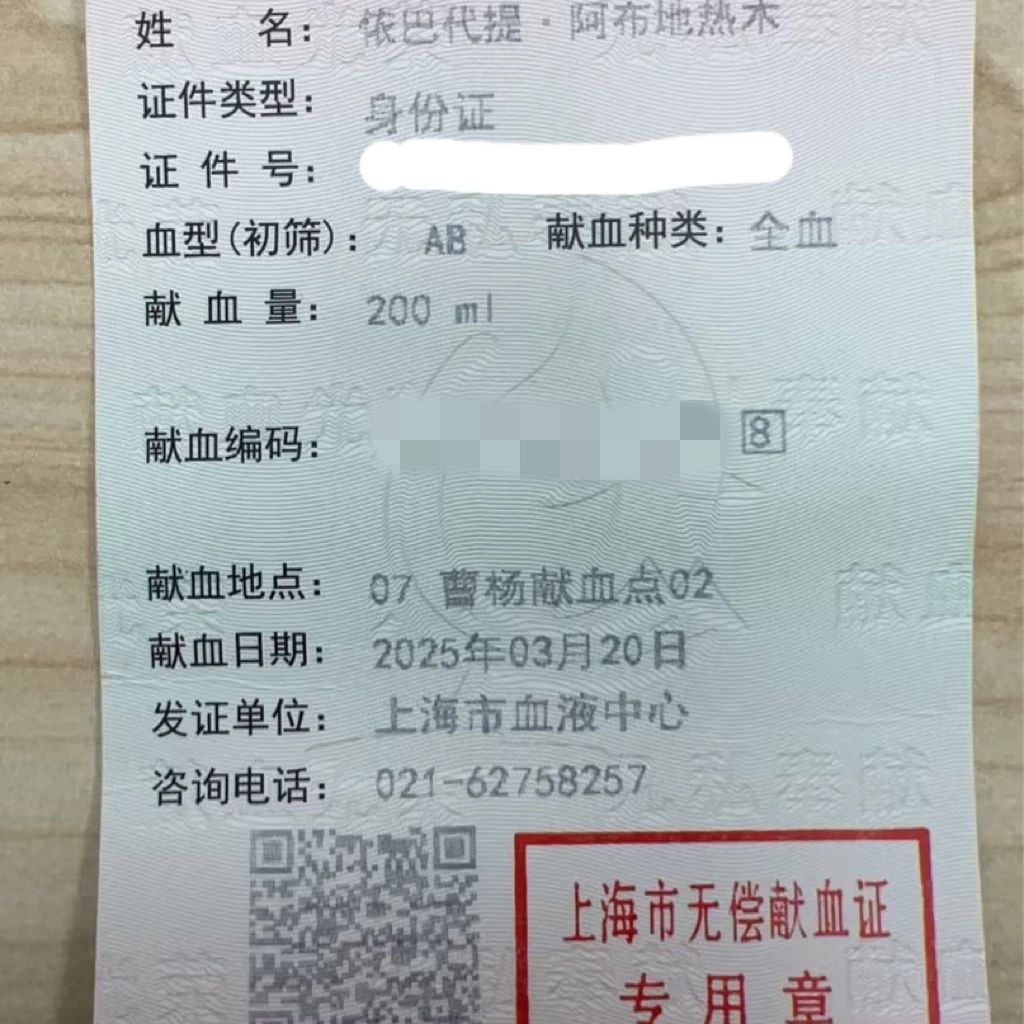 姓 名: 依巴代提·阿布地热木
证件类型: 身份证
证 件 号:
血型(初筛): AB 献血种类: 全血
献 血 量: 200 ml
献血编码: 8
献血地点: 07 曹杨献血点02
献血日期: 2025年03月20日
发证单位: 上海市血液中心
咨询电话: 021-62758257
上海市无偿献血证
专用章